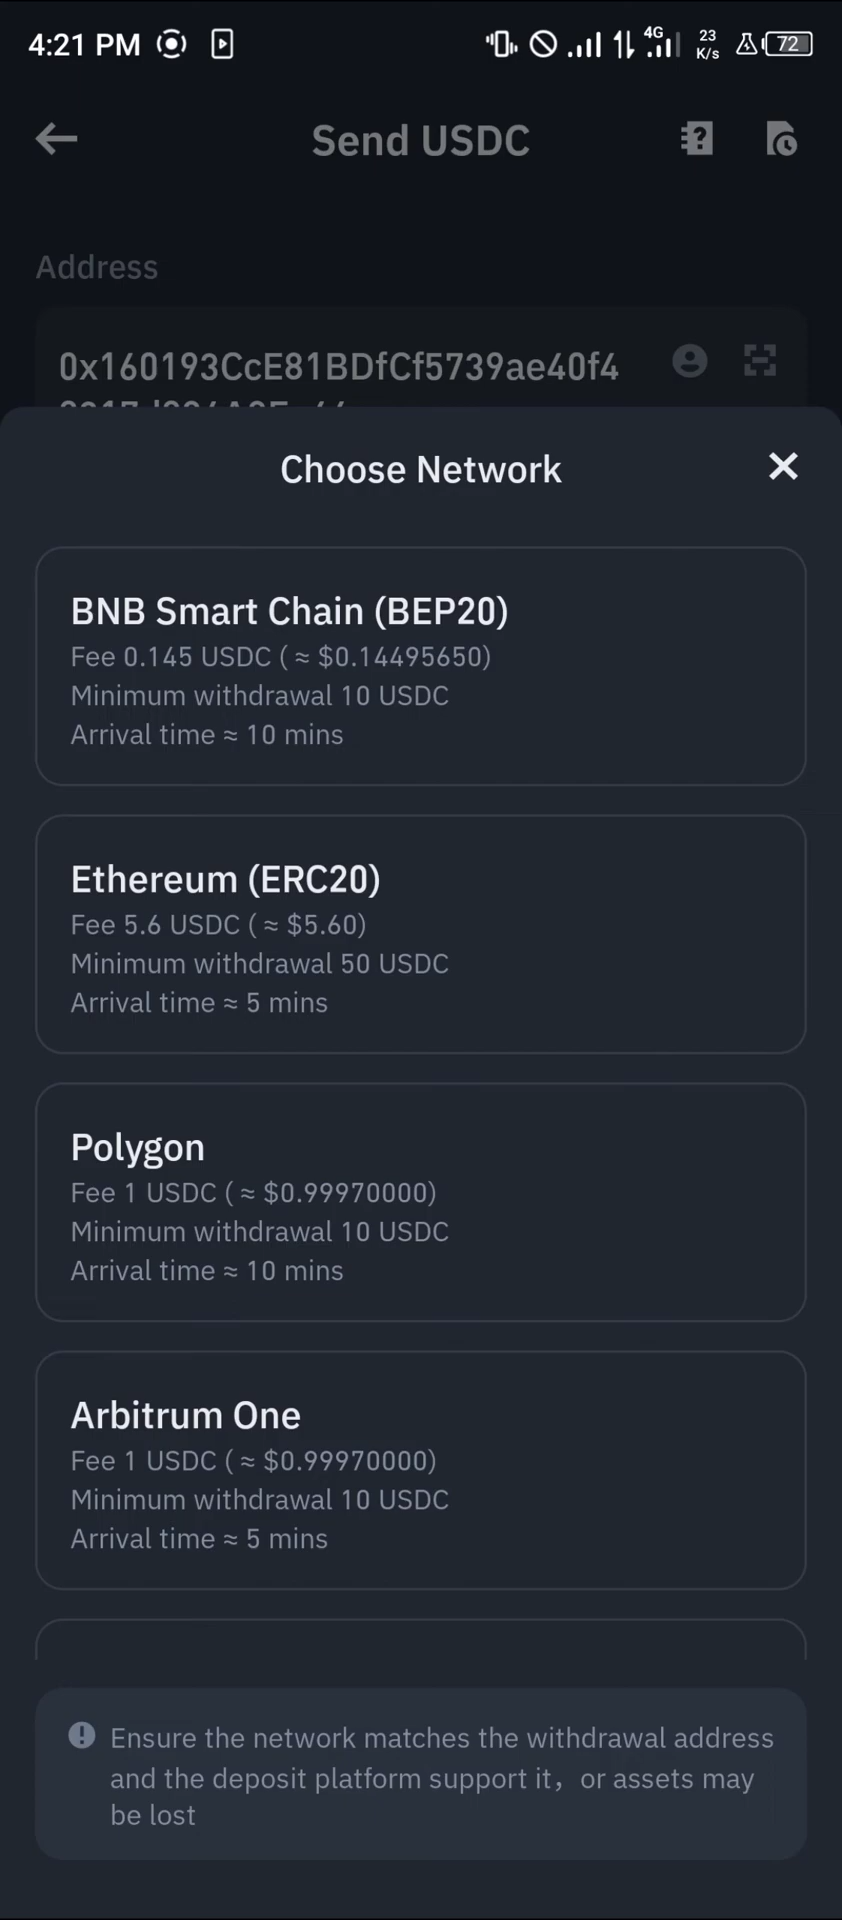 4:21 PM
4G
23
K/s
72
Send USDC
Address
0x160193CcE81BDfCf5739ae40f4
Choose Network
BNB Smart Chain (BEP20)
Fee 0.145 USDC ( ≈ $0.14495650)
Minimum withdrawal 10 USDC
Arrival time ≈ 10 mins
Ethereum (ERC20)
Fee 5.6 USDC ( ≈ $5.60)
Minimum withdrawal 50 USDC
Arrival time ≈ 5 mins
Polygon
Fee 1 USDC ( ≈ $0.99970000)
Minimum withdrawal 10 USDC
Arrival time ≈ 10 mins
Arbitrum One
Fee 1 USDC ( ≈ $0.99970000)
Minimum withdrawal 10 USDC
Arrival time ≈ 5 mins
Ensure the network matches the withdrawal address
and the deposit platform support it， or assets may
be lost